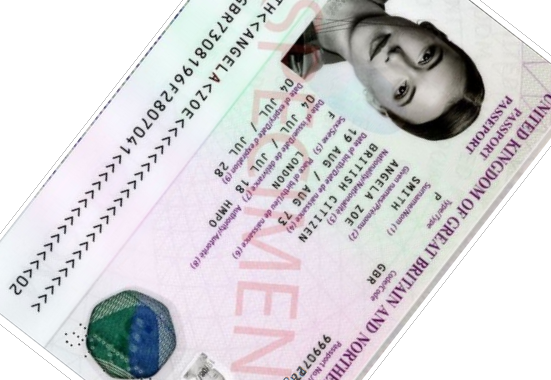 UNITED KINGDOM OF GREAT BRITAIN AND NORTHE
PASSPORT
PASSEPORT
Type/Type
P
Code/Code
GBR
Passport No./
9990728
Surname/Nom (1)
SMITH
Given names/Prénoms (2)
ANGELA ZOE
Nationality/Nationalité (3)
BRITISH CITIZEN
Date of birth/Date de naissance (4)
19 AUG / AUG 73
Sex/Sexe (5)
F
Place of birth/Lieu de naissance (6)
LONDON
Date of issue/Date de délivrance (7)
04 JUL / JUL 18
Authority/Autorité (8)
HMPO
Date of expiry/Date d'expiration (9)
04 JUL / JUL 28
SPECIMEN
TH<<ANGELA<ZOE<<<<<<<<<<<<<<<<
GBR7308196F2807041<<<<<<<<<<<<<<02